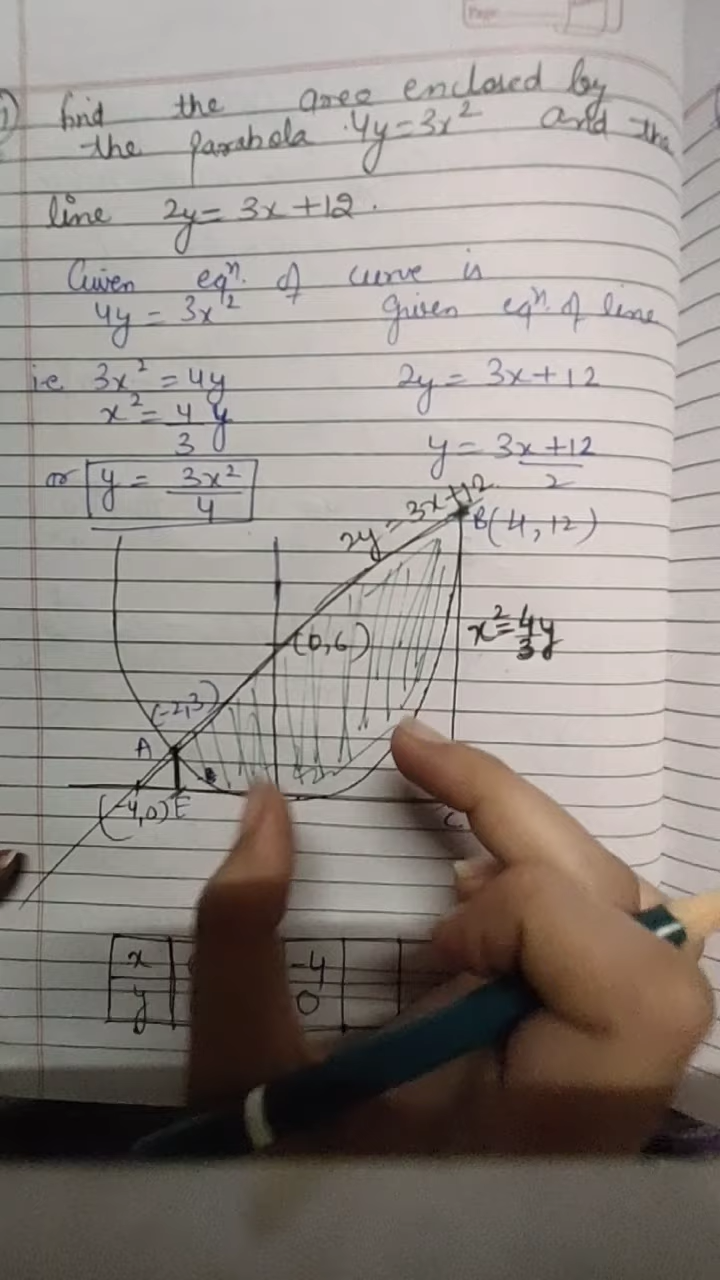 1) find the area enclosed by
the parabola 4y=3x² and the
line 2y= 3x+12.
Given eqⁿ. of curve is
4y = 3x²
i.e 3x² = 4y
x² = 4/3 y
or y = 3x²/4
given eqⁿ. of line
2y = 3x+12
y = 3x+12/2
2y = 3x+12
B(4,12)
(0,6)
x²=4/3y
(-2,3)
A
(-4,0) E
C
x -4
y 0